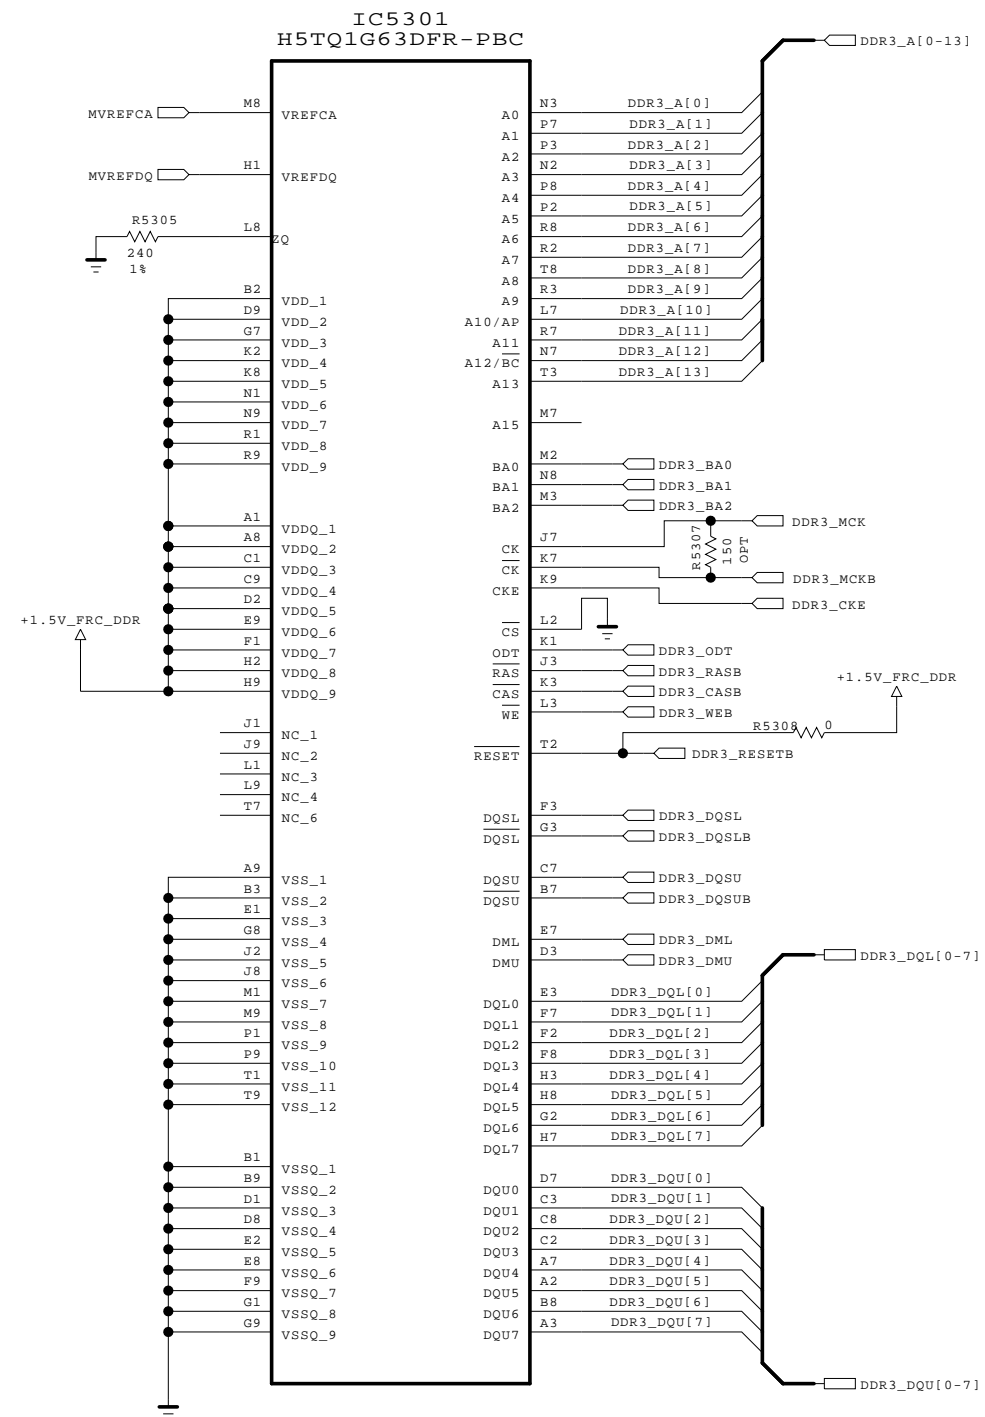 IC5301
H5TQ1G63DFR-PBC
DDR3_A[0-13]
MVREFCA M8 VREFCA
MVREFDQ H1 VREFDQ
R5305 L8 ZQ
240
1%
B2 VDD_1
D9 VDD_2
G7 VDD_3
K2 VDD_4
K8 VDD_5
N1 VDD_6
N9 VDD_7
R1 VDD_8
R9 VDD_9
A1 VDDQ_1
A8 VDDQ_2
C1 VDDQ_3
C9 VDDQ_4
D2 VDDQ_5
E9 VDDQ_6
F1 VDDQ_7
H2 VDDQ_8
H9 VDDQ_9
+1.5V_FRC_DDR
J1 NC_1
J9 NC_2
L1 NC_3
L9 NC_4
T7 NC_6
A9 VSS_1
B3 VSS_2
E1 VSS_3
G8 VSS_4
J2 VSS_5
J8 VSS_6
M1 VSS_7
M9 VSS_8
P1 VSS_9
P9 VSS_10
T1 VSS_11
T9 VSS_12
B1 VSSQ_1
B9 VSSQ_2
D1 VSSQ_3
D8 VSSQ_4
E2 VSSQ_5
E8 VSSQ_6
F9 VSSQ_7
G1 VSSQ_8
G9 VSSQ_9
A0 N3 DDR3_A[0]
A1 P7 DDR3_A[1]
A2 P3 DDR3_A[2]
A3 N2 DDR3_A[3]
A4 P8 DDR3_A[4]
A5 P2 DDR3_A[5]
A6 R8 DDR3_A[6]
A7 R2 DDR3_A[7]
A8 T8 DDR3_A[8]
A9 R3 DDR3_A[9]
A10/AP L7 DDR3_A[10]
A11 R7 DDR3_A[11]
A12/BC N7 DDR3_A[12]
A13 T3 DDR3_A[13]
A15 M7
BA0 M2 DDR3_BA0
BA1 N8 DDR3_BA1
BA2 M3 DDR3_BA2
CK J7 DDR3_MCK
R5307
150
OPT
CK K7 DDR3_MCKB
CKE K9 DDR3_CKE
CS L2
ODT K1 DDR3_ODT
RAS J3 DDR3_RASB
CAS K3 DDR3_CASB
WE L3 DDR3_WEB
+1.5V_FRC_DDR
R5308 0
RESET T2 DDR3_RESETB
DQSL F3 DDR3_DQSL
DQSL G3 DDR3_DQSLB
DQSU C7 DDR3_DQSU
DQSU B7 DDR3_DQSUB
DML E7 DDR3_DML
DMU D3 DDR3_DMU
DDR3_DQL[0-7]
DQL0 E3 DDR3_DQL[0]
DQL1 F7 DDR3_DQL[1]
DQL2 F2 DDR3_DQL[2]
DQL3 F8 DDR3_DQL[3]
DQL4 H3 DDR3_DQL[4]
DQL5 H8 DDR3_DQL[5]
DQL6 G2 DDR3_DQL[6]
DQL7 H7 DDR3_DQL[7]
DQU0 D7 DDR3_DQU[0]
DQU1 C3 DDR3_DQU[1]
DQU2 C8 DDR3_DQU[2]
DQU3 C2 DDR3_DQU[3]
DQU4 A7 DDR3_DQU[4]
DQU5 A2 DDR3_DQU[5]
DQU6 B8 DDR3_DQU[6]
DQU7 A3 DDR3_DQU[7]
DDR3_DQU[0-7]